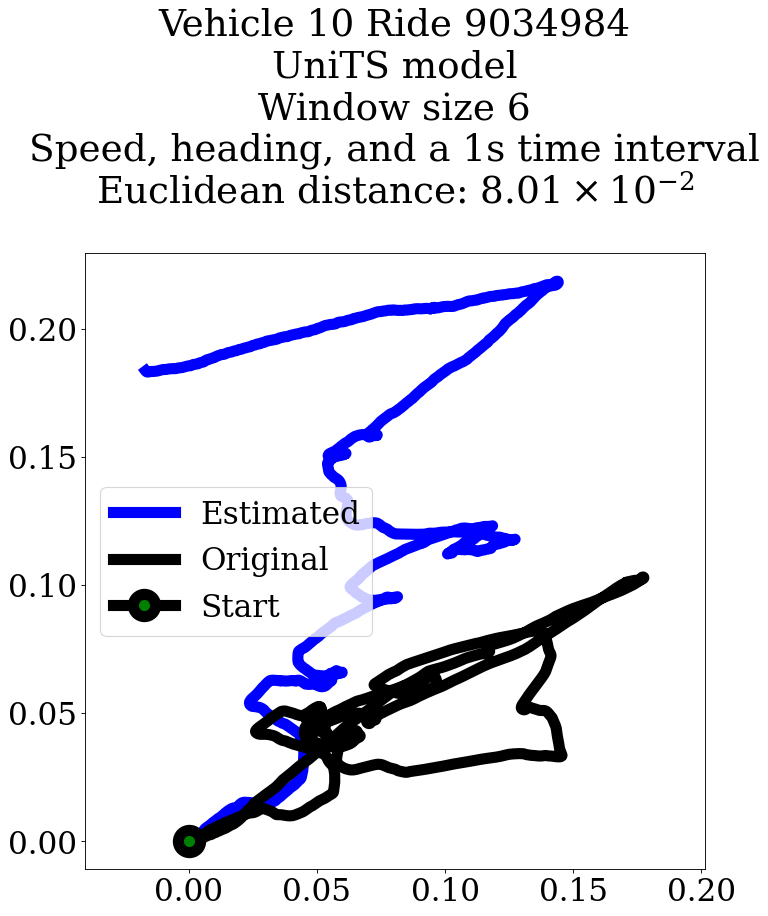 Vehicle 10 Ride 9034984
UniTS model
Window size 6
Speed, heading, and a 1s time interval
Euclidean distance: 8.01 × 10⁻²
0.20
0.15
0.10
0.05
0.00
Estimated
Original
Start
0.00 0.05 0.10 0.15 0.20